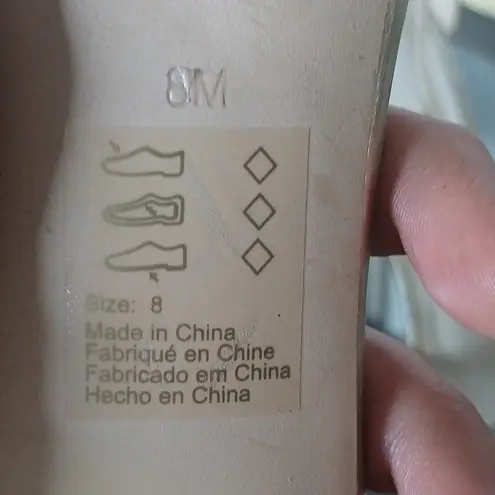 8M
Size: 8
Made in China
Fabriqué en Chine
Fabricado em China
Hecho en China